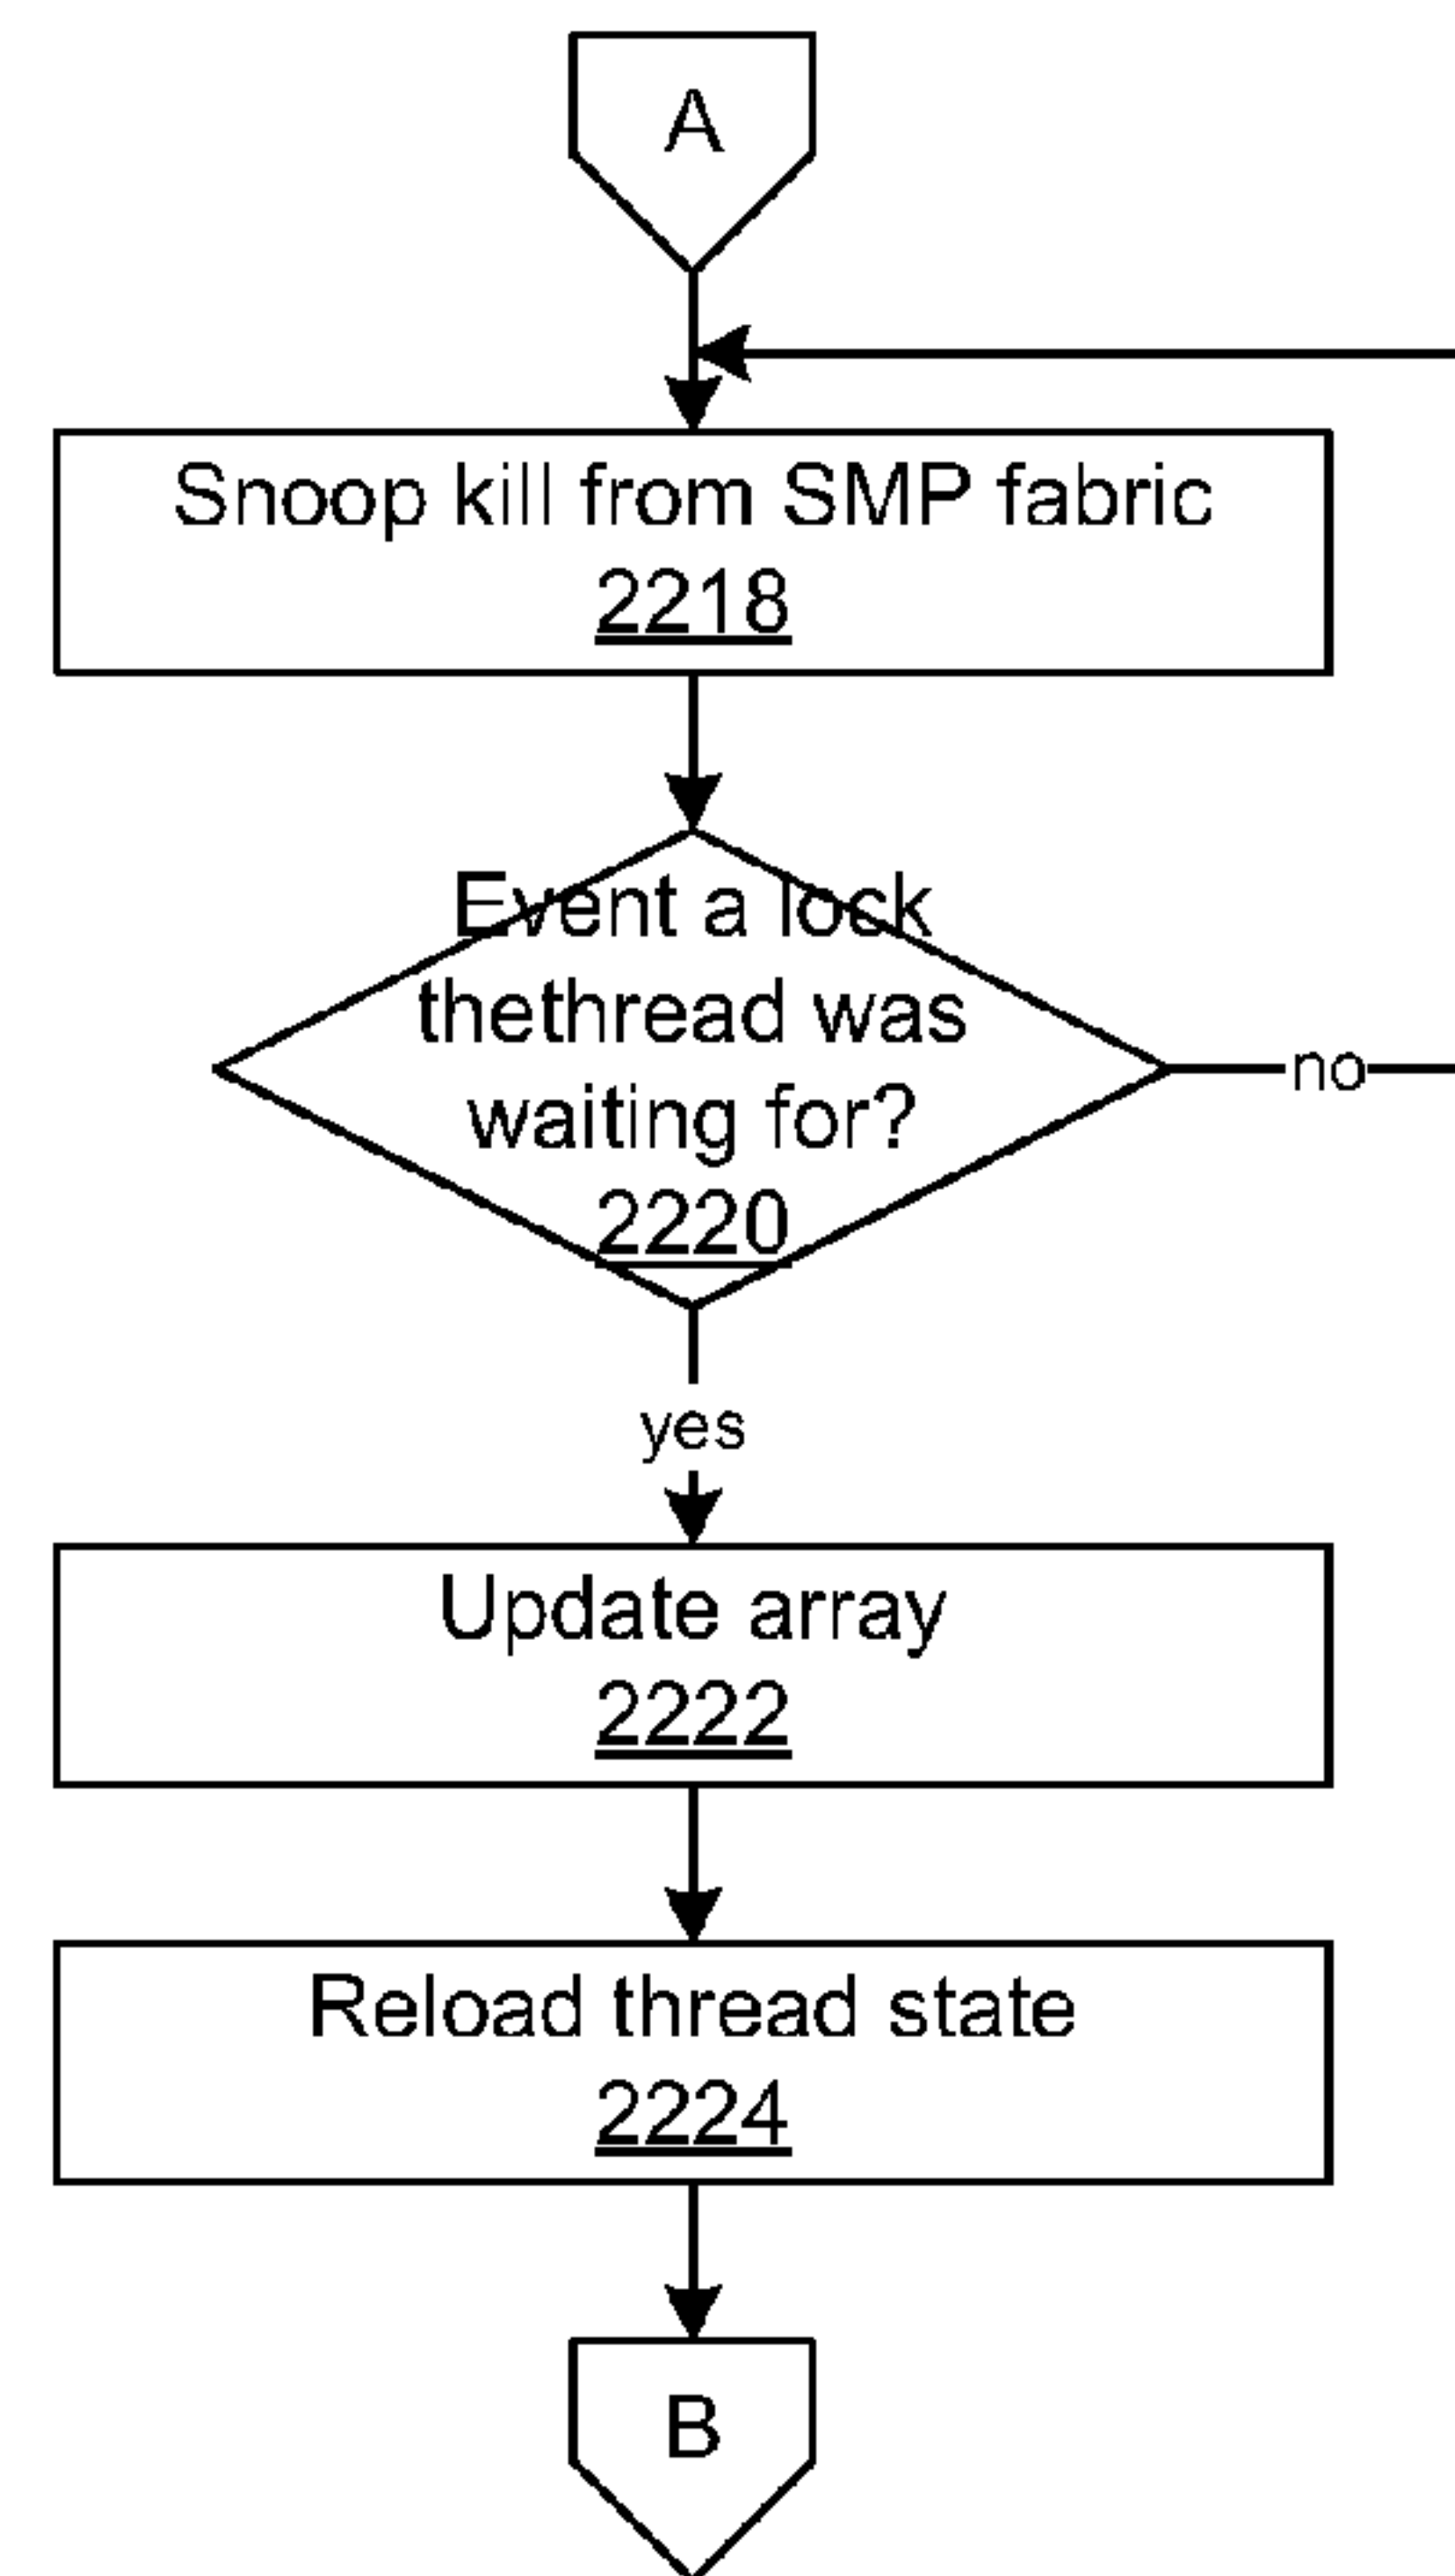 A
Snoop kill from SMP fabric
2218
Event a lock
thethread was
waiting for?
2220
no
yes
Update array
2222
Reload thread state
2224
B